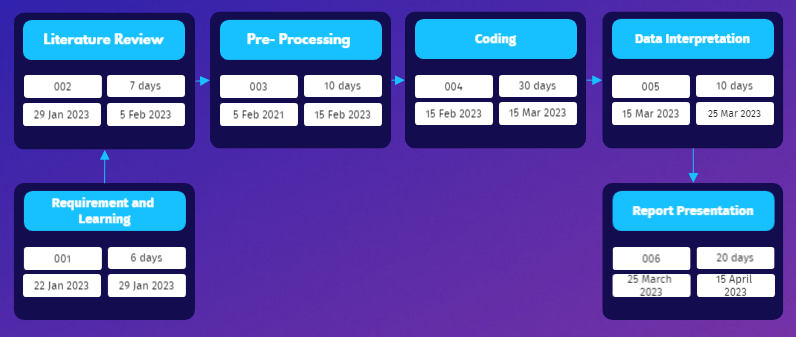 Literature Review
002
7 days
29 Jan 2023
5 Feb 2023
Pre- Processing
003
10 days
5 Feb 2021
15 Feb 2023
Coding
004
30 days
15 Feb 2023
15 Mar 2023
Data Interpretation
005
10 days
15 Mar 2023
25 Mar 2023
Requirement and
Learning
001
6 days
22 Jan 2023
29 Jan 2023
Report Presentation
006
20 days
25 March
2023
15 April
2023